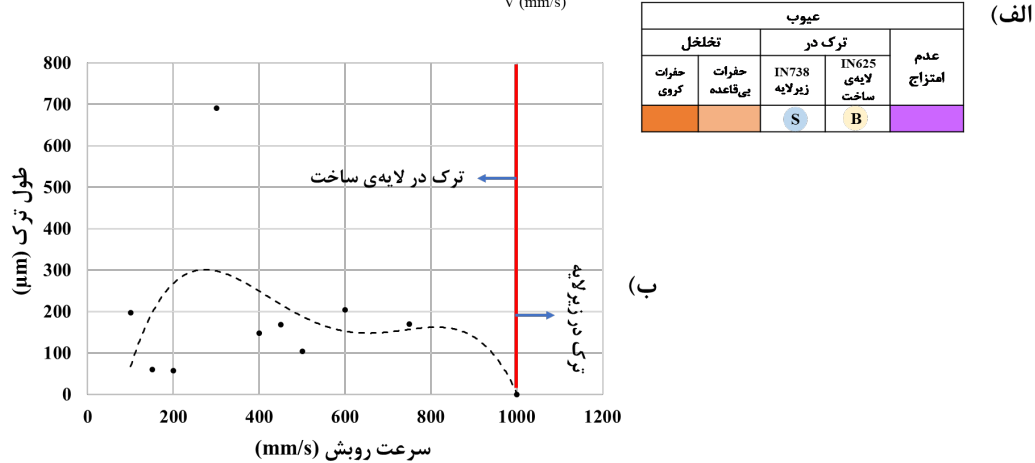 V (mm/s)
الف)
عیوب
عدم امتزاج
ترک در
تخلخل
IN625 لایه‌ی ساخت
IN738 زیرلایه
حفرات بی‌قاعده
حفرات کروی
B
S
ب)
طول ترک (µm)
800
700
600
500
400
300
200
100
0
ترک در لایه‌ی ساخت
ترک در زیرلایه
0 200 400 600 800 1000 1200
سرعت روبش (mm/s)